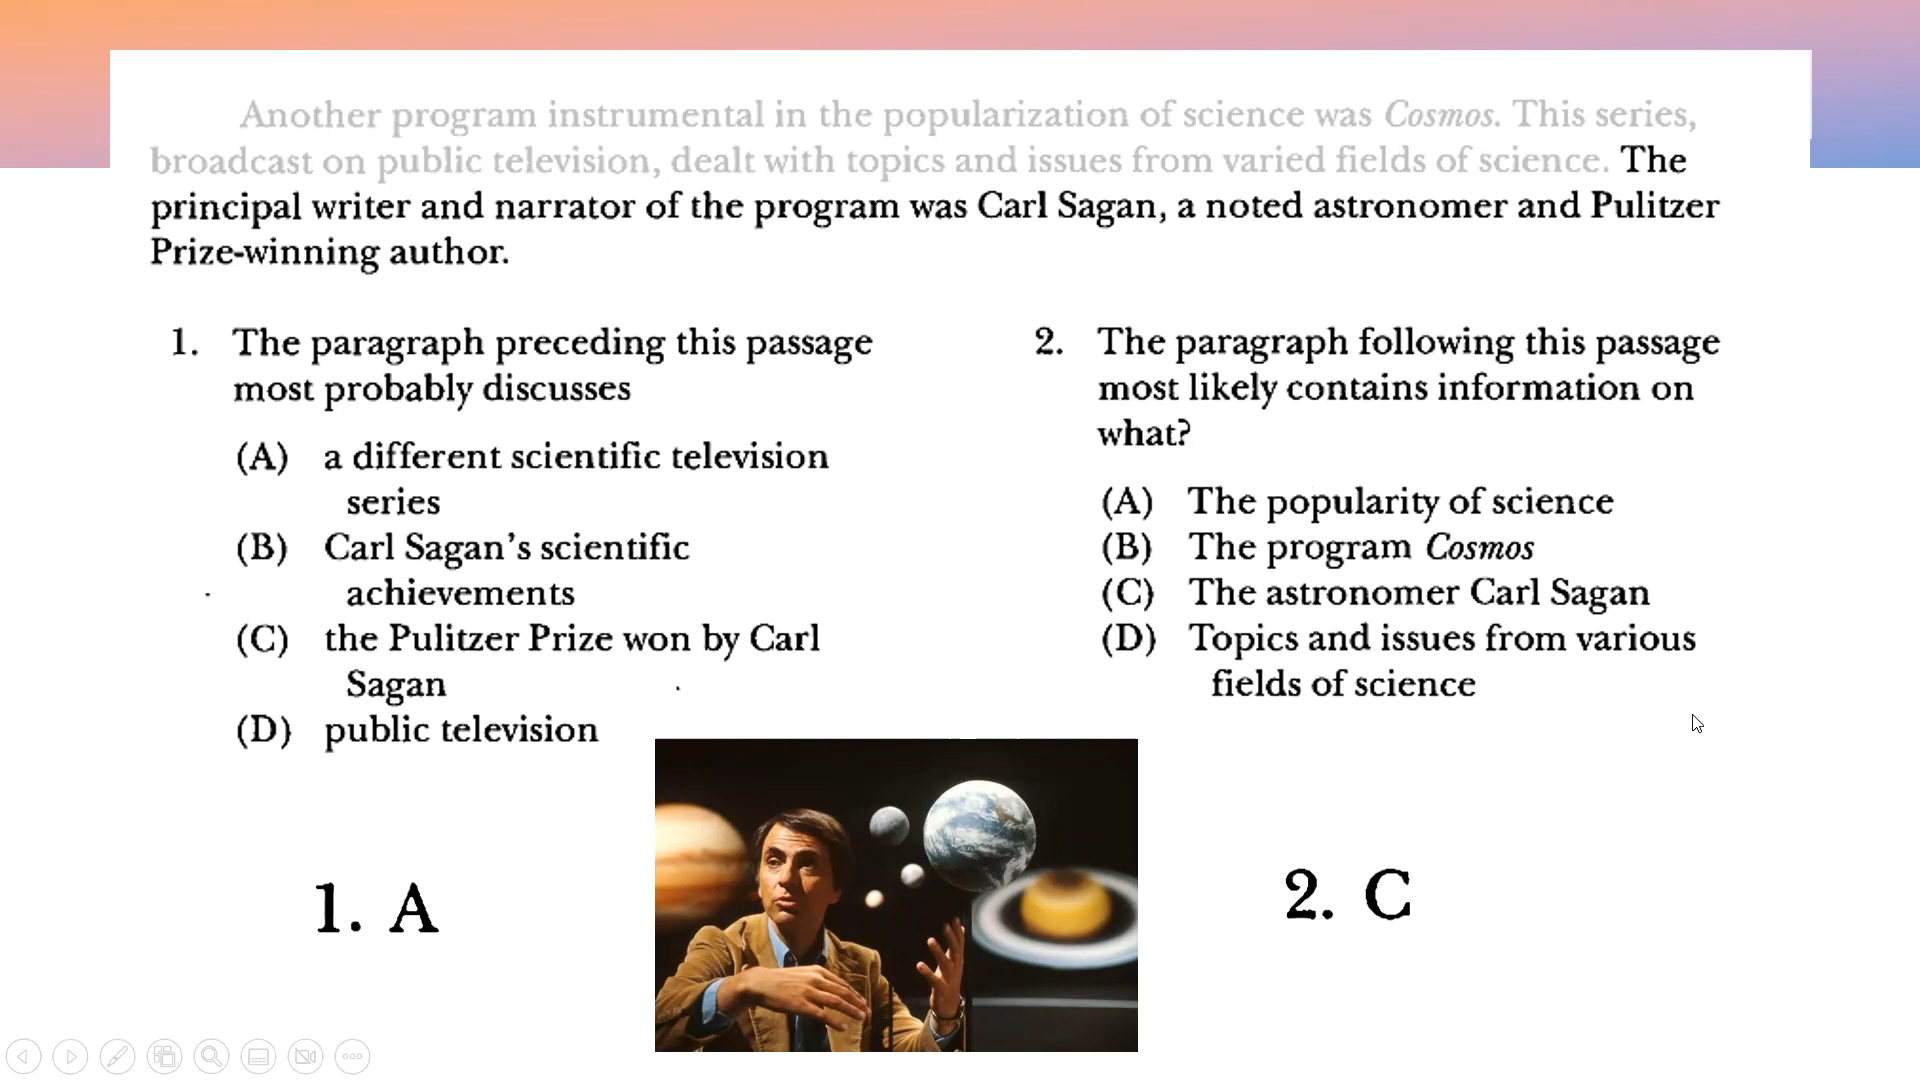 Another program instrumental in the popularization of science was Cosmos. This series,
broadcast on public television, dealt with topics and issues from varied fields of science. The
principal writer and narrator of the program was Carl Sagan, a noted astronomer and Pulitzer
Prize-winning author.
1. The paragraph preceding this passage
most probably discusses
(A) a different scientific television
series
(B) Carl Sagan's scientific
achievements
(C) the Pulitzer Prize won by Carl
Sagan
(D) public television
2. The paragraph following this passage
most likely contains information on
what?
(A) The popularity of science
(B) The program Cosmos
(C) The astronomer Carl Sagan
(D) Topics and issues from various
fields of science
1. A
2. C